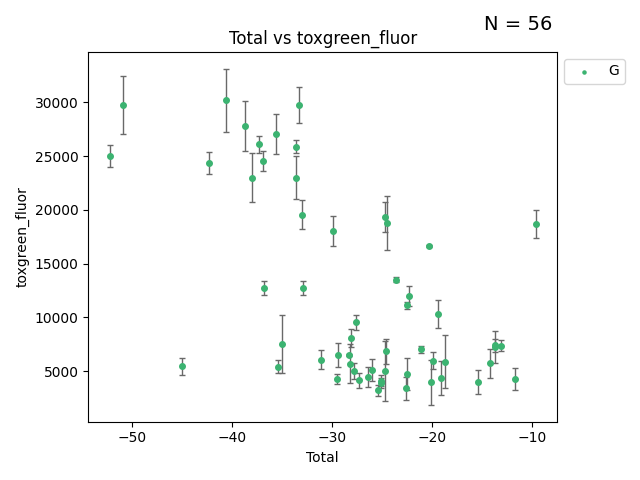 N = 56
Total vs toxgreen_fluor
G
30000
25000
20000
15000
10000
5000
toxgreen_fluor
−50 −40 −30 −20 −10
Total